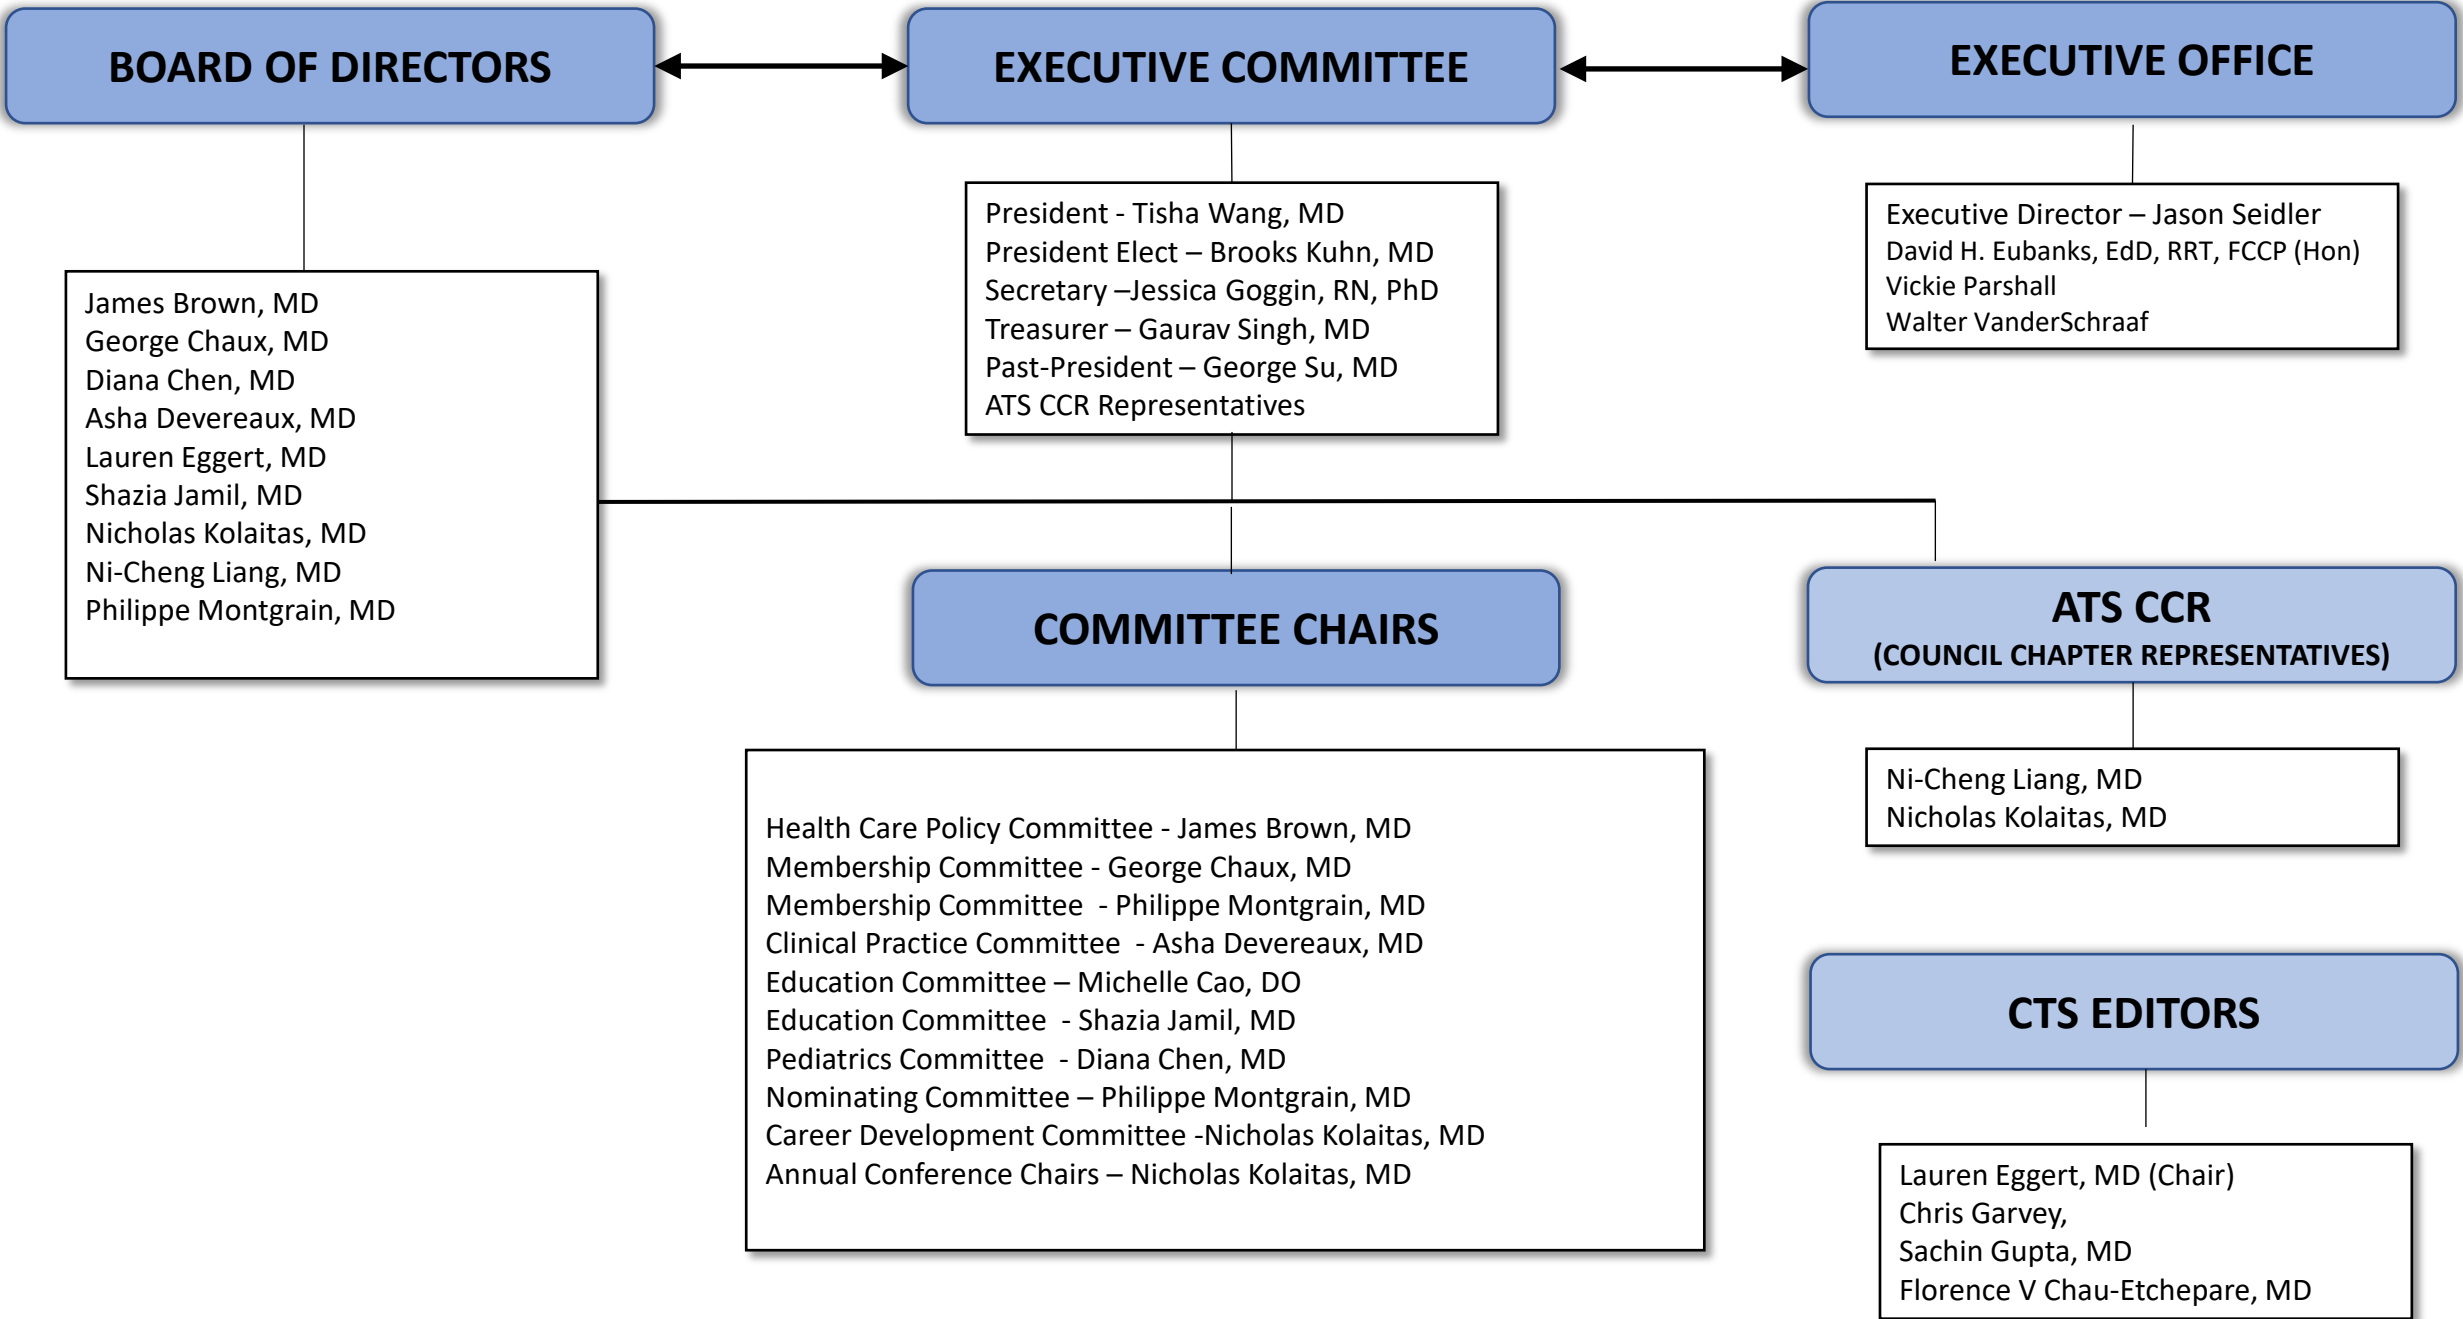 BOARD OF DIRECTORS
EXECUTIVE COMMITTEE
EXECUTIVE OFFICE
James Brown, MD
George Chaux, MD
Diana Chen, MD
Asha Devereaux, MD
Lauren Eggert, MD
Shazia Jamil, MD
Nicholas Kolaitas, MD
Ni-Cheng Liang, MD
Philippe Montgrain, MD
President - Tisha Wang, MD
President Elect – Brooks Kuhn, MD
Secretary –Jessica Goggin, RN, PhD
Treasurer – Gaurav Singh, MD
Past-President – George Su, MD
ATS CCR Representatives
Executive Director – Jason Seidler
David H. Eubanks, EdD, RRT, FCCP (Hon)
Vickie Parshall
Walter VanderSchraaf
COMMITTEE CHAIRS
Health Care Policy Committee - James Brown, MD
Membership Committee - George Chaux, MD
Membership Committee  - Philippe Montgrain, MD
Clinical Practice Committee  - Asha Devereaux, MD
Education Committee – Michelle Cao, DO
Education Committee  - Shazia Jamil, MD
Pediatrics Committee  - Diana Chen, MD
Nominating Committee – Philippe Montgrain, MD
Career Development Committee -Nicholas Kolaitas, MD
Annual Conference Chairs – Nicholas Kolaitas, MD
ATS CCR
(COUNCIL CHAPTER REPRESENTATIVES)
Ni-Cheng Liang, MD
Nicholas Kolaitas, MD
CTS EDITORS
Lauren Eggert, MD (Chair)
Chris Garvey,
Sachin Gupta, MD
Florence V Chau-Etchepare, MD